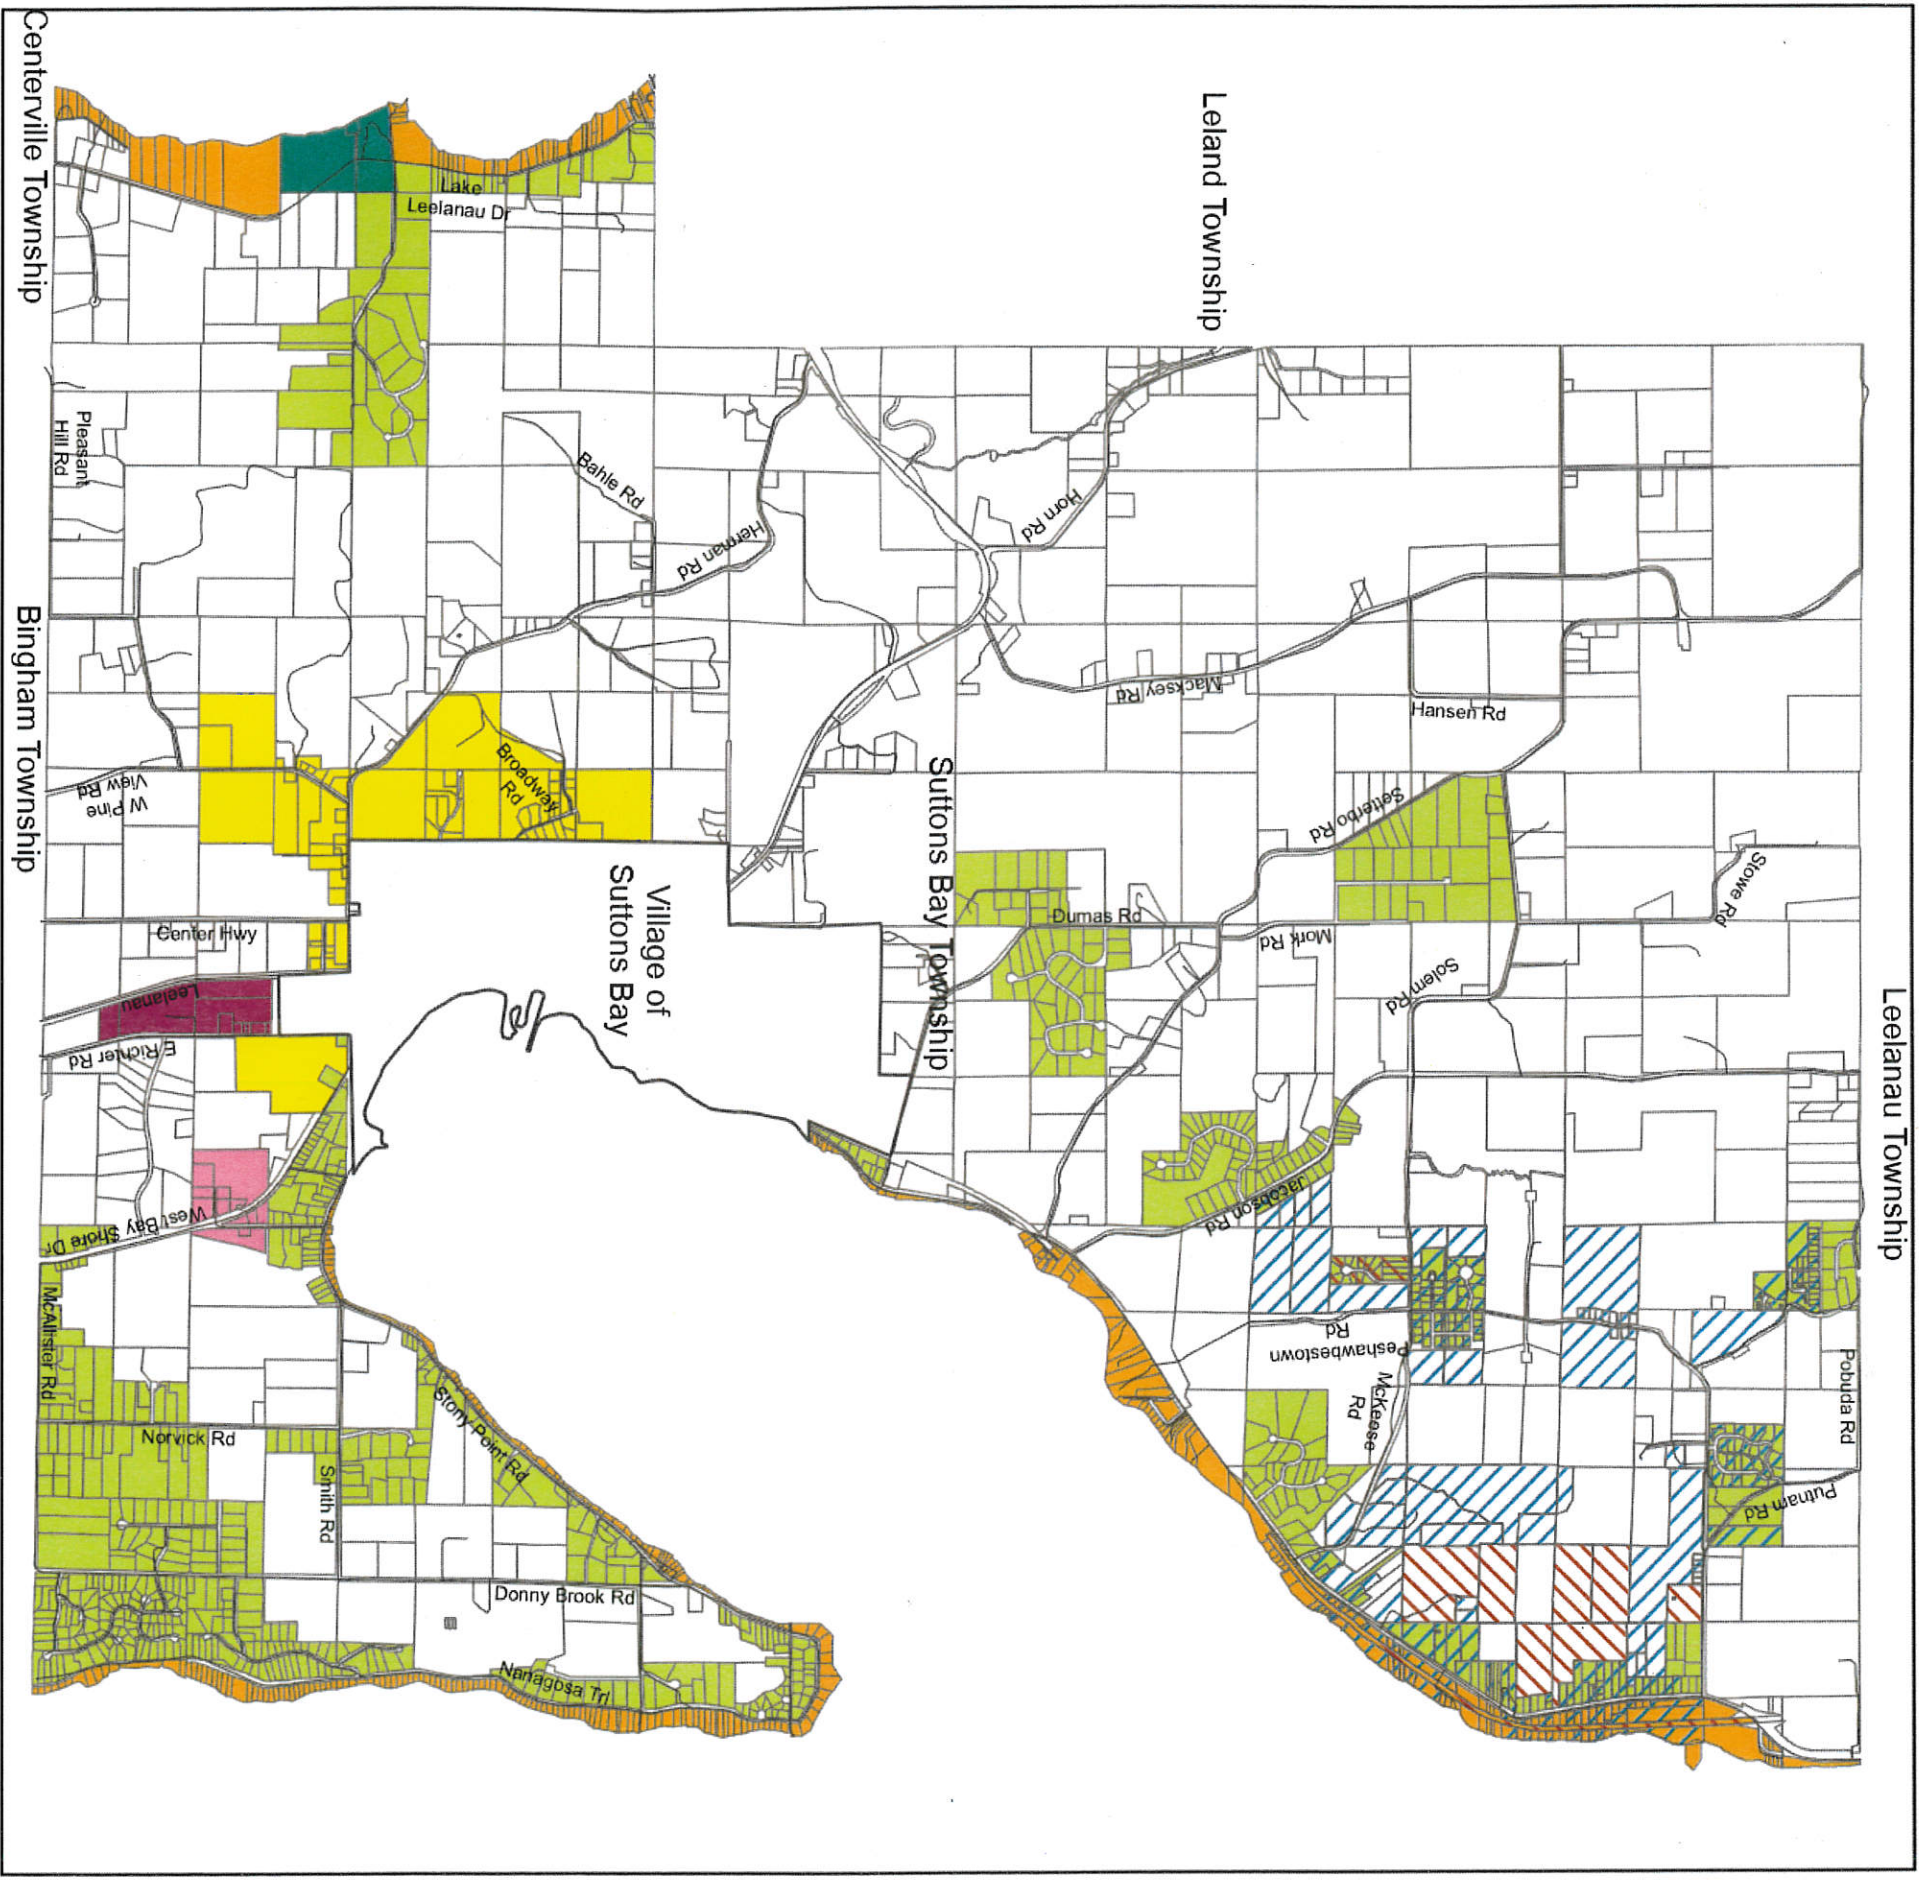 Centerville Township
Leland Township
Lake
Leelanau Dr
Pleasant
Hill Rd
Bahle Rd
Herman Rd
Horn Rd
Macksey Rd
Hansen Rd
Bingham Township
W Pine
View Rd
Broadway
Rd
Setterbo Rd
Stowe Rd
Suttons Bay Township
Village of
Suttons Bay
Dumas Rd
Mork Rd
Center Hwy
Solem Rd
Leelanau
E Richter Rd
Leelanau Township
West Bay Shore Dr
Jacobson Rd
McAllister Rd
Peshawbestown
Rd
McKeese
Rd
Pobuda Rd
Stony Point Rd
Norvick Rd
Smith Rd
Putnam Rd
Donny Brook Rd
Nanagosa Trl